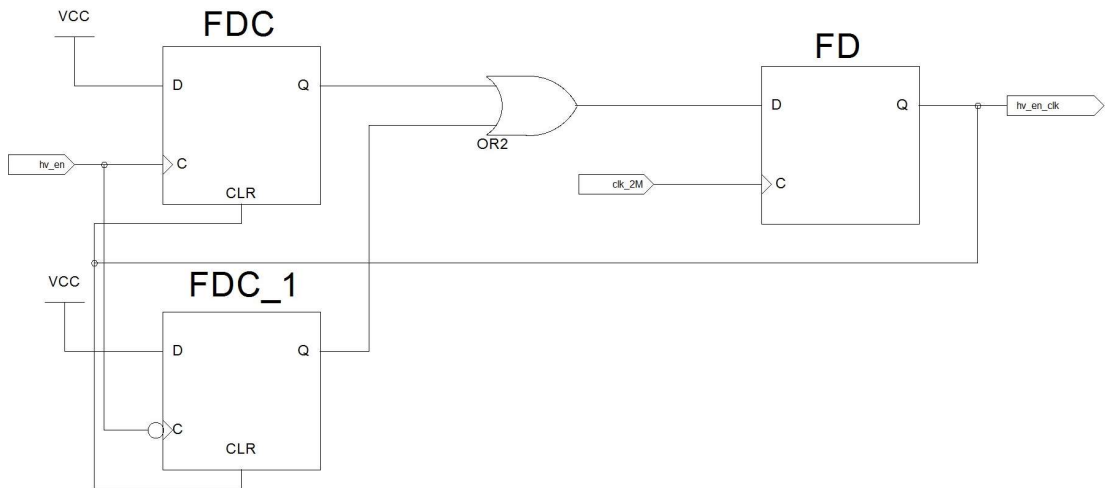 VCC
FDC
D
Q
hv_en
C
CLR
OR2
FD
D
Q
hv_en_clk
clk_2M
C
VCC
FDC_1
D
Q
C
CLR